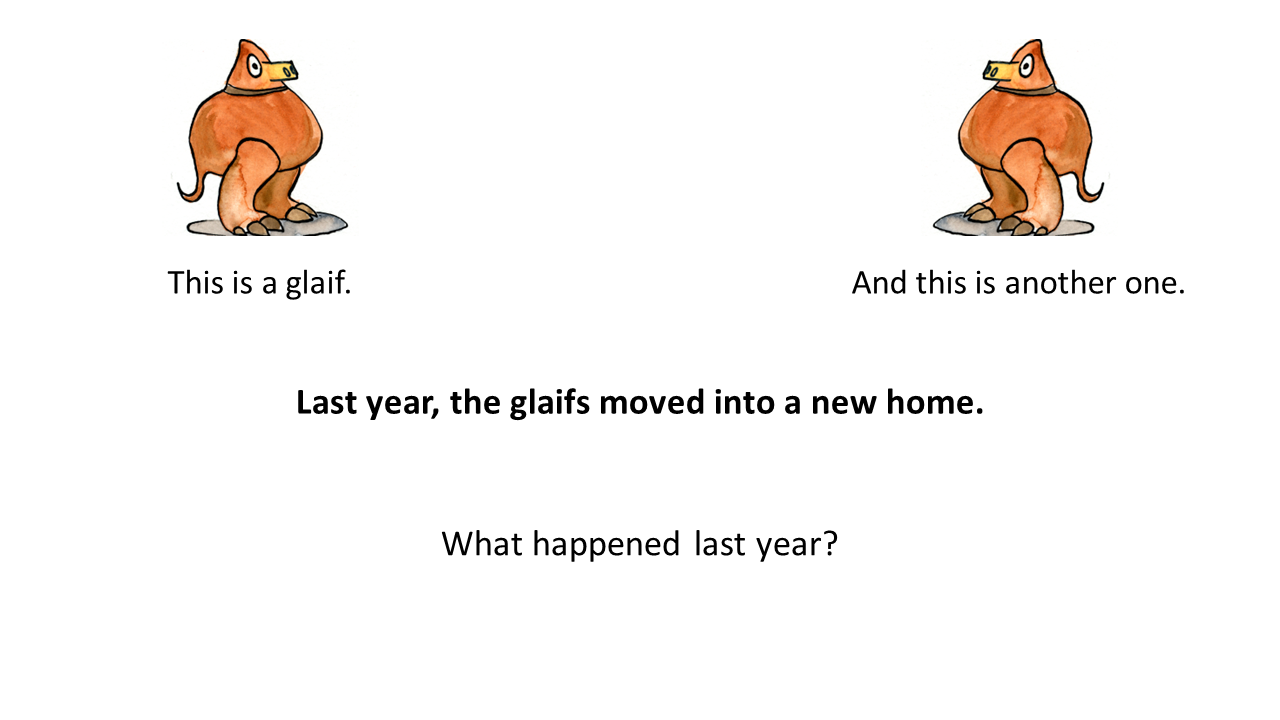 This is a glaif.
And this is another one.
Last year, the glaifs moved into a new home.
What happened last year?